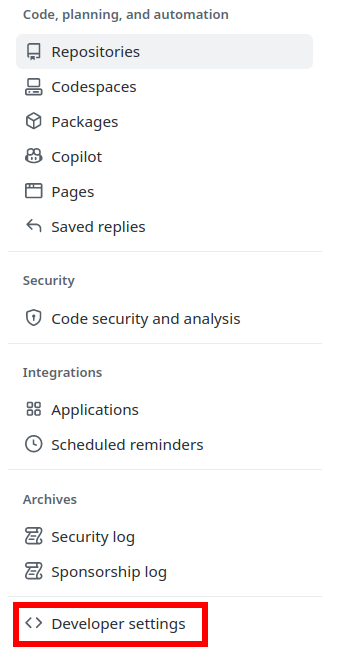 Code, planning, and automation
Repositories
Codespaces
Packages
Copilot
Pages
Saved replies
Security
Code security and analysis
Integrations
Applications
Scheduled reminders
Archives
Security log
Sponsorship log
Developer settings